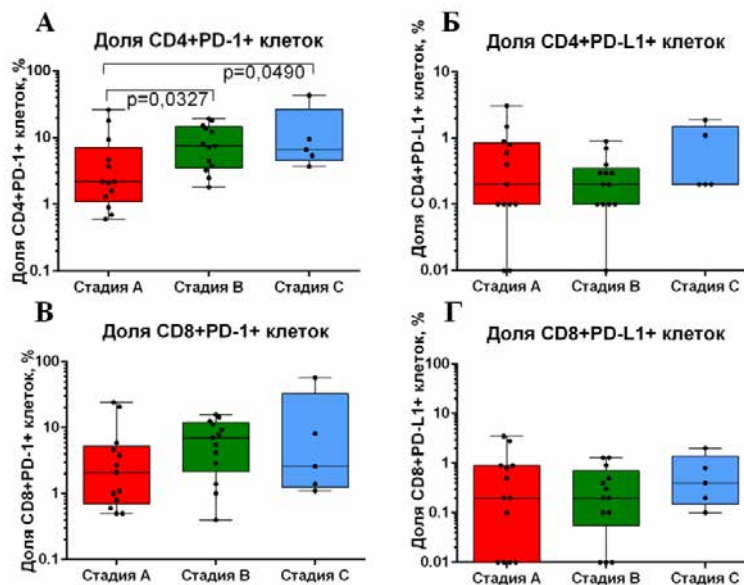 А
Доля CD4+PD-1+ клеток
Доля CD4+PD-1+ клеток, %
100
10
1
0.1
p=0,0490
p=0,0327
Стадия А
Стадия В
Стадия С
Б
Доля CD4+PD-L1+ клеток
Доля CD4+PD-L1+ клеток, %
10
1
0.1
0.01
Стадия А
Стадия В
Стадия С
В
Доля CD8+PD-1+ клеток
Доля CD8+PD-1+ клеток, %
100
10
1
0.1
Стадия А
Стадия В
Стадия С
Г
Доля CD8+PD-L1+ клеток
Доля CD8+PD-L1+ клеток, %
100
10
1
0.1
0.01
Стадия А
Стадия В
Стадия С